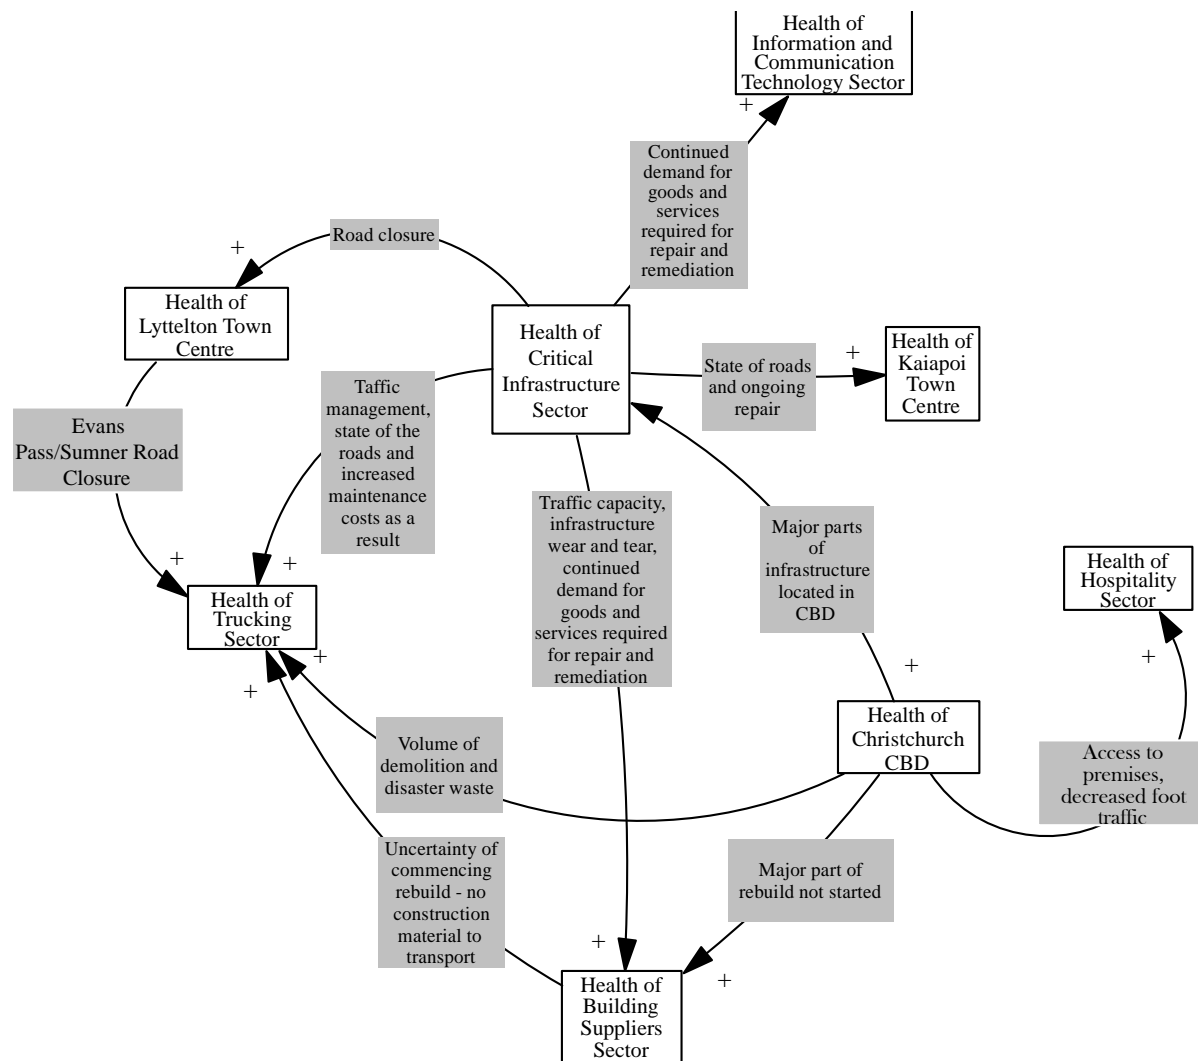 Health of
Information and
Communication
Technology Sector
+
Continued
demand for
goods and
services
required for
repair and
remediation
Road closure
+
Health of
Lyttelton Town
Centre
Health of
Critical
Infrastructure
Sector
State of roads
and ongoing
repair
+
Health of
Kaiapoi
Town
Centre
Evans
Pass/Sumner Road
Closure
+
Taffic
management,
state of the
roads and
increased
maintenance
costs as a
result
+
Traffic capacity,
infrastructure
wear and tear,
continued
demand for
goods and
services required
for repair and
remediation
Major parts
of
infrastructure
located in
CBD
+
Health of
Hospitality
Sector
+
Health of
Trucking
Sector
+
+
Health of
Christchurch
CBD
Access to
premises,
decreased foot
traffic
Volume of
demolition and
disaster waste
Uncertainty of
commencing
rebuild - no
construction
material to
transport
Major part of
rebuild not started
+
+
Health of
Building
Suppliers
Sector